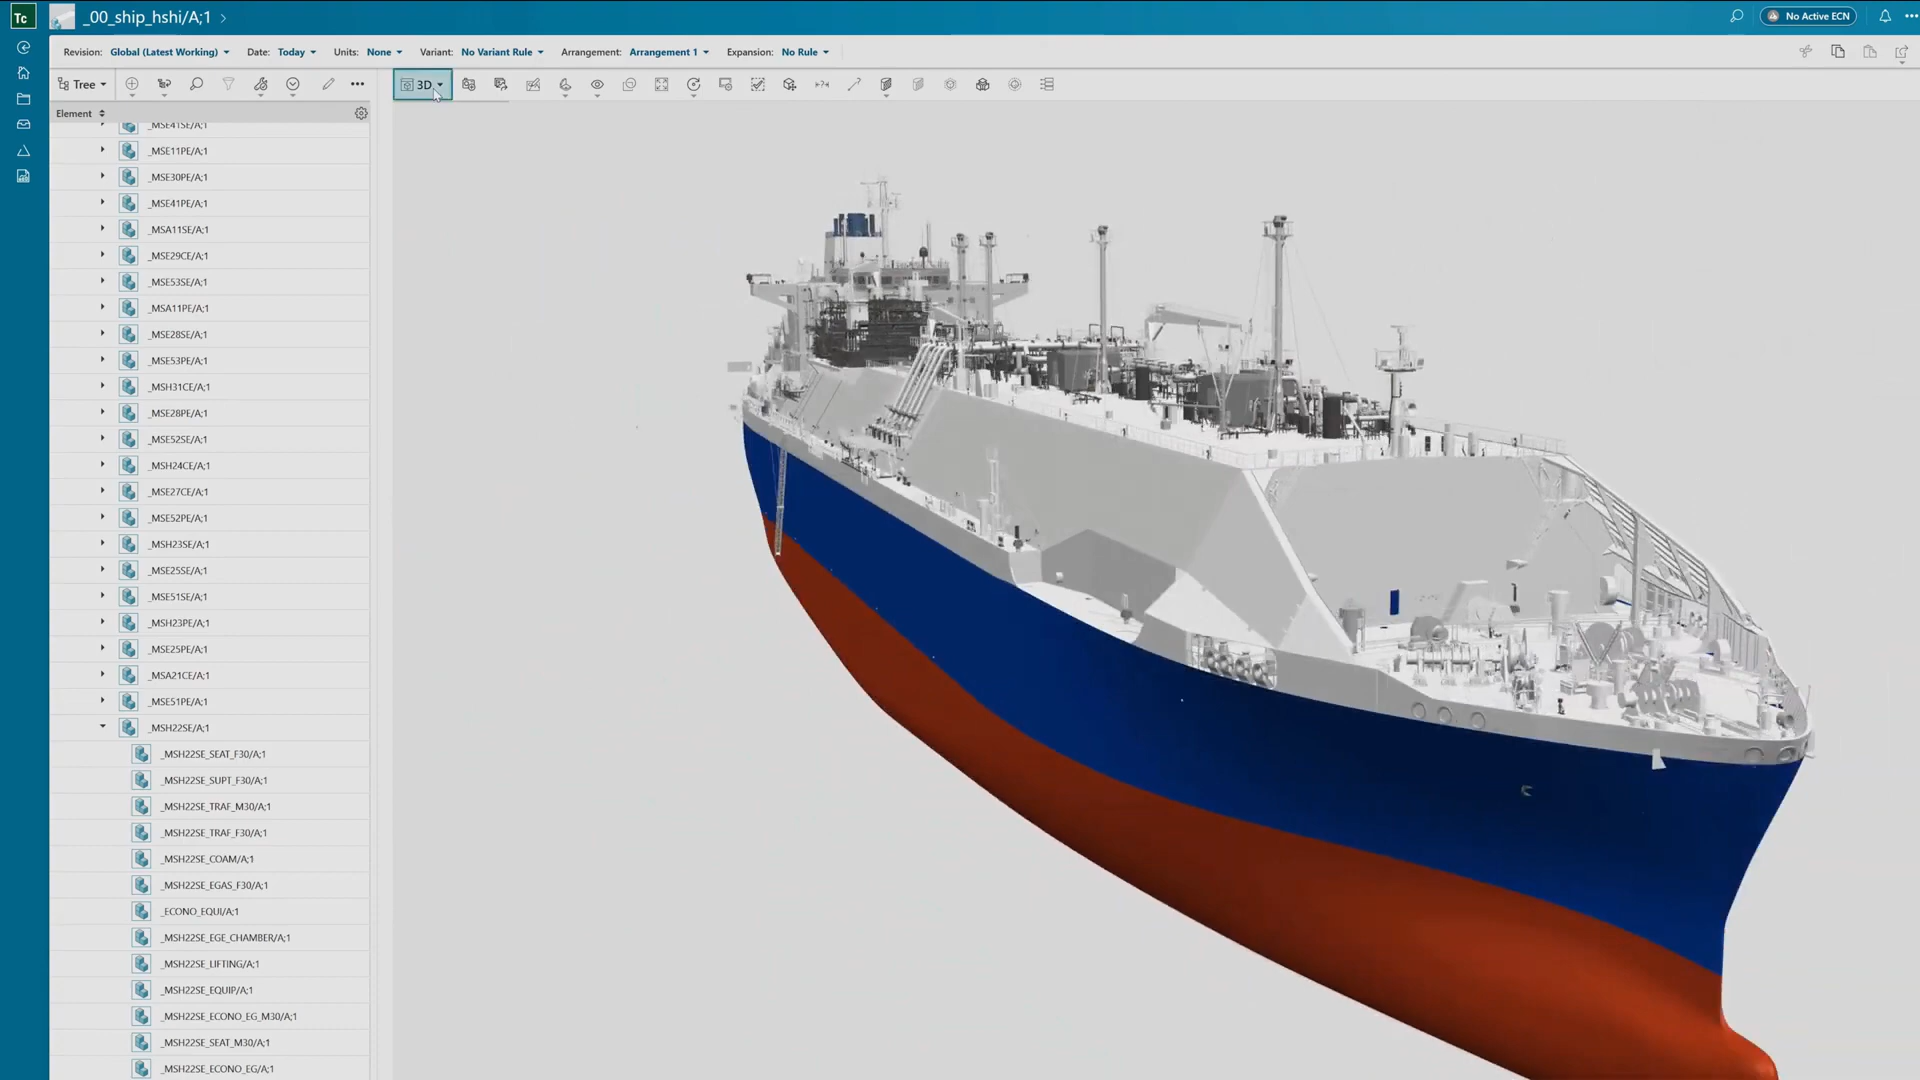 Tc _00_ship_hshi/A;1
No Active ECN
Revision: Global (Latest Working) Date: Today Units: None Variant: No Variant Rule Arrangement: Arrangement 1 Expansion: No Rule
Tree
3D
Element
_MSE41SE/A;1
_MSE11PE/A;1
_MSE30PE/A;1
_MSE41PE/A;1
_MSA11SE/A;1
_MSE29CE/A;1
_MSE53SE/A;1
_MSA11PE/A;1
_MSE28SE/A;1
_MSE53PE/A;1
_MSH31CE/A;1
_MSE28PE/A;1
_MSE52SE/A;1
_MSH24CE/A;1
_MSE27CE/A;1
_MSE52PE/A;1
_MSH23SE/A;1
_MSE25SE/A;1
_MSE51SE/A;1
_MSH23PE/A;1
_MSE25PE/A;1
_MSA21CE/A;1
_MSE51PE/A;1
_MSH22SE/A;1
_MSH22SE_SEAT_F30/A;1
_MSH22SE_SUPT_F30/A;1
_MSH22SE_TRAF_M30/A;1
_MSH22SE_TRAF_F30/A;1
_MSH22SE_COAM/A;1
_MSH22SE_EGAS_F30/A;1
_ECONO_EQUI/A;1
_MSH22SE_EGE_CHAMBER/A;1
_MSH22SE_LIFTING/A;1
_MSH22SE_EQUIP/A;1
_MSH22SE_ECONO_EG_M30/A;1
_MSH22SE_SEAT_M30/A;1
_MSH22SE_ECONO_EG/A;1